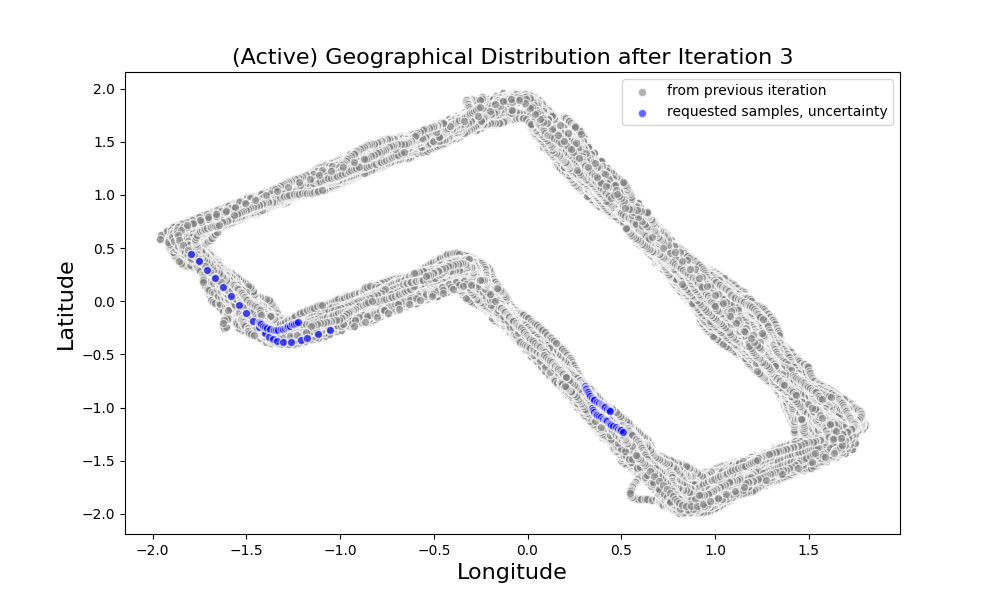 (Active) Geographical Distribution after Iteration 3
from previous iteration
requested samples, uncertainty
2.0
1.5
1.0
0.5
0.0
−0.5
−1.0
−1.5
−2.0
Latitude
−2.0 −1.5 −1.0 −0.5 0.0 0.5 1.0 1.5
Longitude